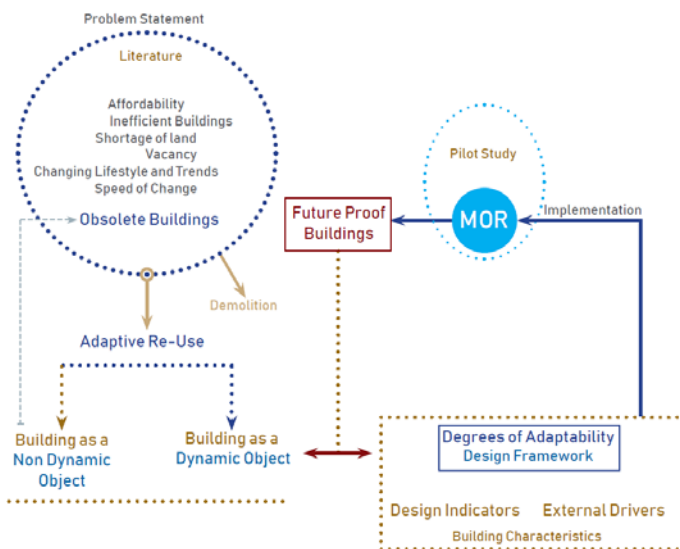 Problem Statement
Literature
Affordability
Inefficient Buildings
Shortage of land
Vacancy
Changing Lifestyle and Trends
Speed of Change
Obsolete Buildings
Demolition
Adaptive Re-Use
Building as a
Non Dynamic
Object
Building as a
Dynamic Object
Future Proof
Buildings
Pilot Study
MOR
Implementation
Degrees of Adaptability
Design Framework
Design Indicators
External Drivers
Building Characteristics